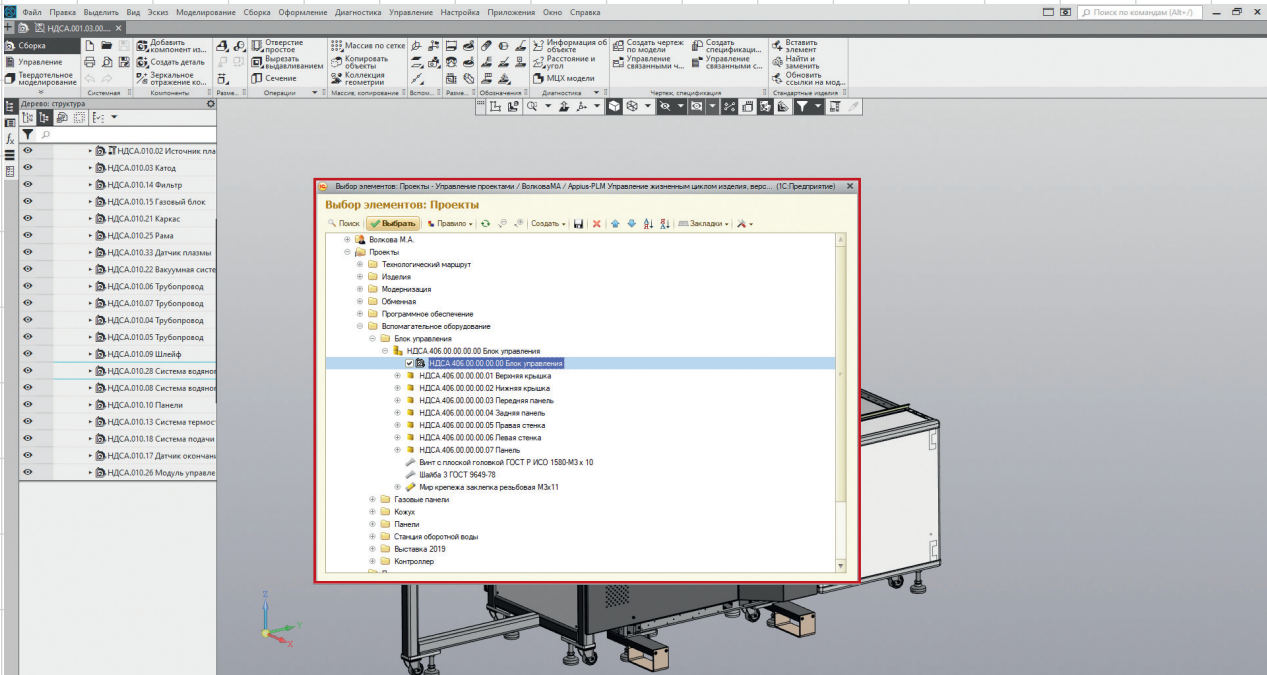 Файл Правка Выделить Вид Эскиз Моделирование Сборка Оформление Диагностика Управление Настройка Приложения Окно Справка
Поиск по командам (Alt+/)
НДСА.001.03.00....
Сборка
Управление
Твердотельное моделирование
Системная
Добавить компонент из...
Создать деталь
Зеркальное отражение ко...
Компоненты
Разме...
Отверстие простое
Вырезать выдавливанием
Сечение
Операции
Массив по сетке
Копировать объекты
Коллекция геометрии
Массив, копирование
Вспом...
Разме...
Обозначения
Информация об объекте
Расстояние и угол
МЦХ модели
Диагностика
Создать чертеж по модели
Управление связанными ч...
Создать спецификаци...
Управление связанными с...
Чертеж, спецификация
Вставить элемент
Найти и заменить
Обновить ссылки на мод...
Стандартные изделия
Дерево: структура
НДСА.010.02 Источник пла
НДСА.010.03 Катод
НДСА.010.14 Фильтр
НДСА.010.15 Газовый блок
НДСА.010.21 Каркас
НДСА.010.25 Рама
НДСА.010.33 Датчик плазмы
НДСА.010.22 Вакуумная систе
НДСА.010.06 Трубопровод
НДСА.010.07 Трубопровод
НДСА.010.04 Трубопровод
НДСА.010.05 Трубопровод
НДСА.010.09 Шлейф
НДСА.010.28 Система водяног
НДСА.010.08 Система водяног
НДСА.010.10 Панели
НДСА.010.13 Система термос
НДСА.010.18 Система подачи
НДСА.010.17 Датчик окончан
НДСА.010.26 Модуль управле
Выбор элементов: Проекты - Управление проектами / ВолковаМА / Appius-PLM Управление жизненным циклом изделия, верс... (1С:Предприятие)
Выбор элементов: Проекты
Поиск Выбрать Правило Создать Закладки
Волкова М.А.
Проекты
Технологический маршрут
Изделия
Модернизация
Обменная
Программное обеспечение
Вспомагательное оборудование
Блок управления
НДСА.406.00.00.00.00 Блок управления
НДСА.406.00.00.00.00 Блок управления
НДСА.406.00.00.00.01 Верхняя крышка
НДСА.406.00.00.00.02 Нижняя крышка
НДСА.406.00.00.00.03 Передняя панель
НДСА.406.00.00.00.04 Задняя панель
НДСА.406.00.00.00.05 Правая стенка
НДСА.406.00.00.00.06 Левая стенка
НДСА.406.00.00.00.07 Панель
Винт с плоской головкой ГОСТ Р ИСО 1580-М3 x 10
Шайба 3 ГОСТ 9649-78
Мир крепежа заклепка резьбовая М3х11
Газовые панели
Кожух
Панели
Станция оборотной воды
Выставка 2019
Контроллер
Z
Y
X